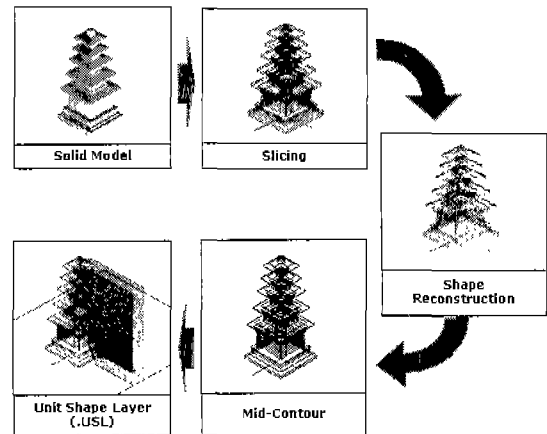 Solid Model
Slicing
Shape
Reconstruction
Mid-Contour
Unit Shape Layer
(.USL)